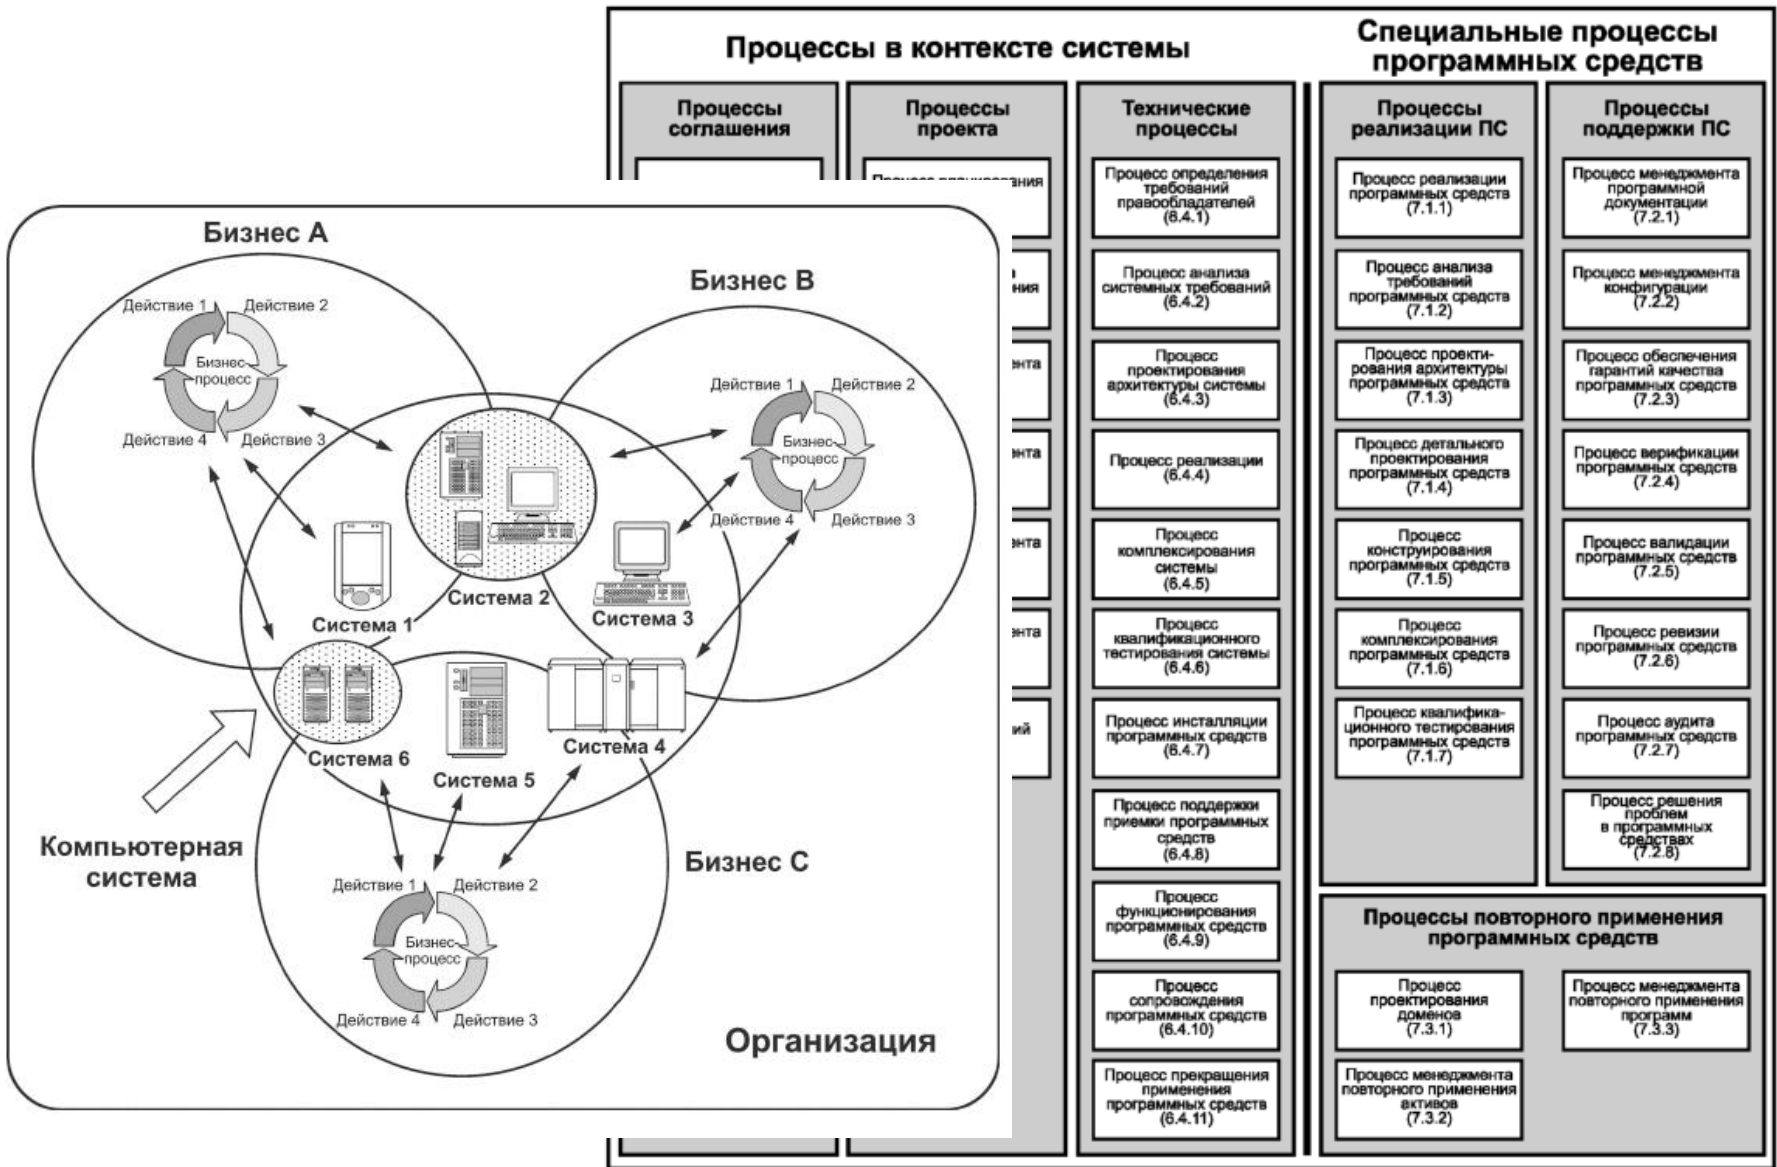 Процессы в контексте системы
Специальные процессы
программных средств
Процессы
соглашения
Процессы
проекта
Технические
процессы
Процессы
реализации ПС
Процессы
поддержки ПС
Процесс определения
требований
правообладателей
(6.4.1)
Процесс анализа
системных требований
(6.4.2)
Процесс
проектирования
архитектуры системы
(6.4.3)
Процесс реализации
(6.4.4)
Процесс
комплексирования
системы
(6.4.5)
Процесс
квалификационного
тестирования системы
(6.4.6)
Процесс инсталляции
программных средств
(6.4.7)
Процесс поддержки
приемки программных
средств
(6.4.8)
Процесс
функционирования
программных средств
(6.4.9)
Процесс
сопровождения
программных средств
(6.4.10)
Процесс прекращения
применения
программных средств
(6.4.11)
Процесс реализации
программных средств
(7.1.1)
Процесс анализа
требований
программных средств
(7.1.2)
Процесс проекти-
рования архитектуры
программных средств
(7.1.3)
Процесс детального
проектирования
программных средств
(7.1.4)
Процесс
конструирования
программных средств
(7.1.5)
Процесс
комплексирования
программных средств
(7.1.6)
Процесс квалифика-
ционного тестирования
программных средств
(7.1.7)
Процесс менеджмента
программной
документации
(7.2.1)
Процесс менеджмента
конфигурации
(7.2.2)
Процесс обеспечения
гарантий качества
программных средств
(7.2.3)
Процесс верификации
программных средств
(7.2.4)
Процесс валидации
программных средств
(7.2.5)
Процесс ревизии
программных средств
(7.2.6)
Процесс аудита
программных средств
(7.2.7)
Процесс решения
проблем
в программных
средствах
(7.2.8)
Процессы повторного применения
программных средств
Процесс
проектирования
доменов
(7.3.1)
Процесс менеджмента
повторного применения
программ
(7.3.3)
Процесс менеджмента
повторного применения
активов
(7.3.2)
Бизнес А
Действие 1
Действие 2
Бизнес-
процесс
Действие 4
Действие 3
Бизнес В
Действие 1
Действие 2
Бизнес-
процесс
Действие 4
Действие 3
Система 1
Система 2
Система 3
Система 4
Система 5
Система 6
Компьютерная
система
Бизнес С
Действие 1
Действие 2
Бизнес-
процесс
Действие 4
Действие 3
Организация